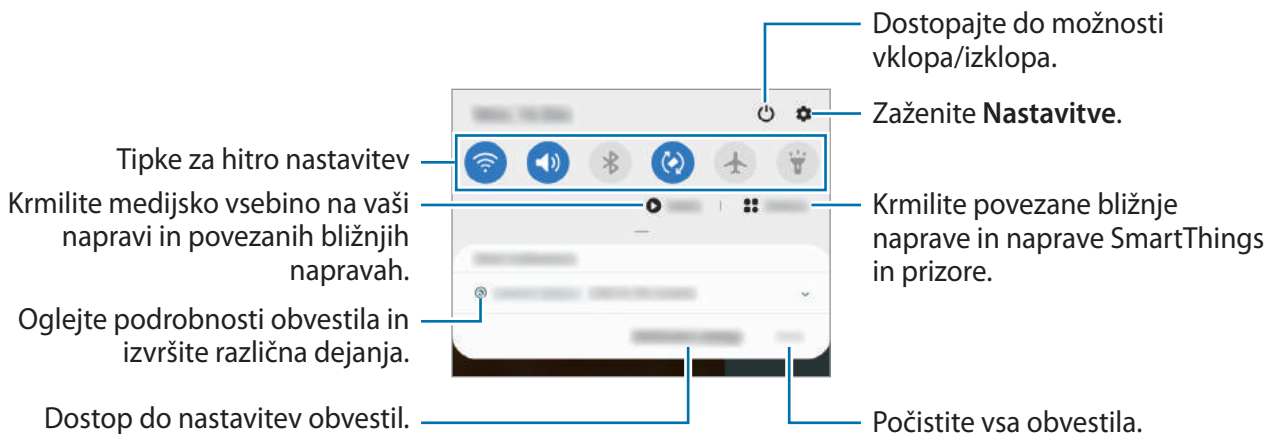 Dostopajte do možnosti
vklopa/izklopa.
Zaženite Nastavitve.
Tipke za hitro nastavitev
Krmilite medijsko vsebino na vaši
napravi in povezanih bližnjih
napravah.
Krmilite povezane bližnje
naprave in naprave SmartThings
in prizore.
Oglejte podrobnosti obvestila in
izvršite različna dejanja.
Dostop do nastavitev obvestil.
Počistite vsa obvestila.